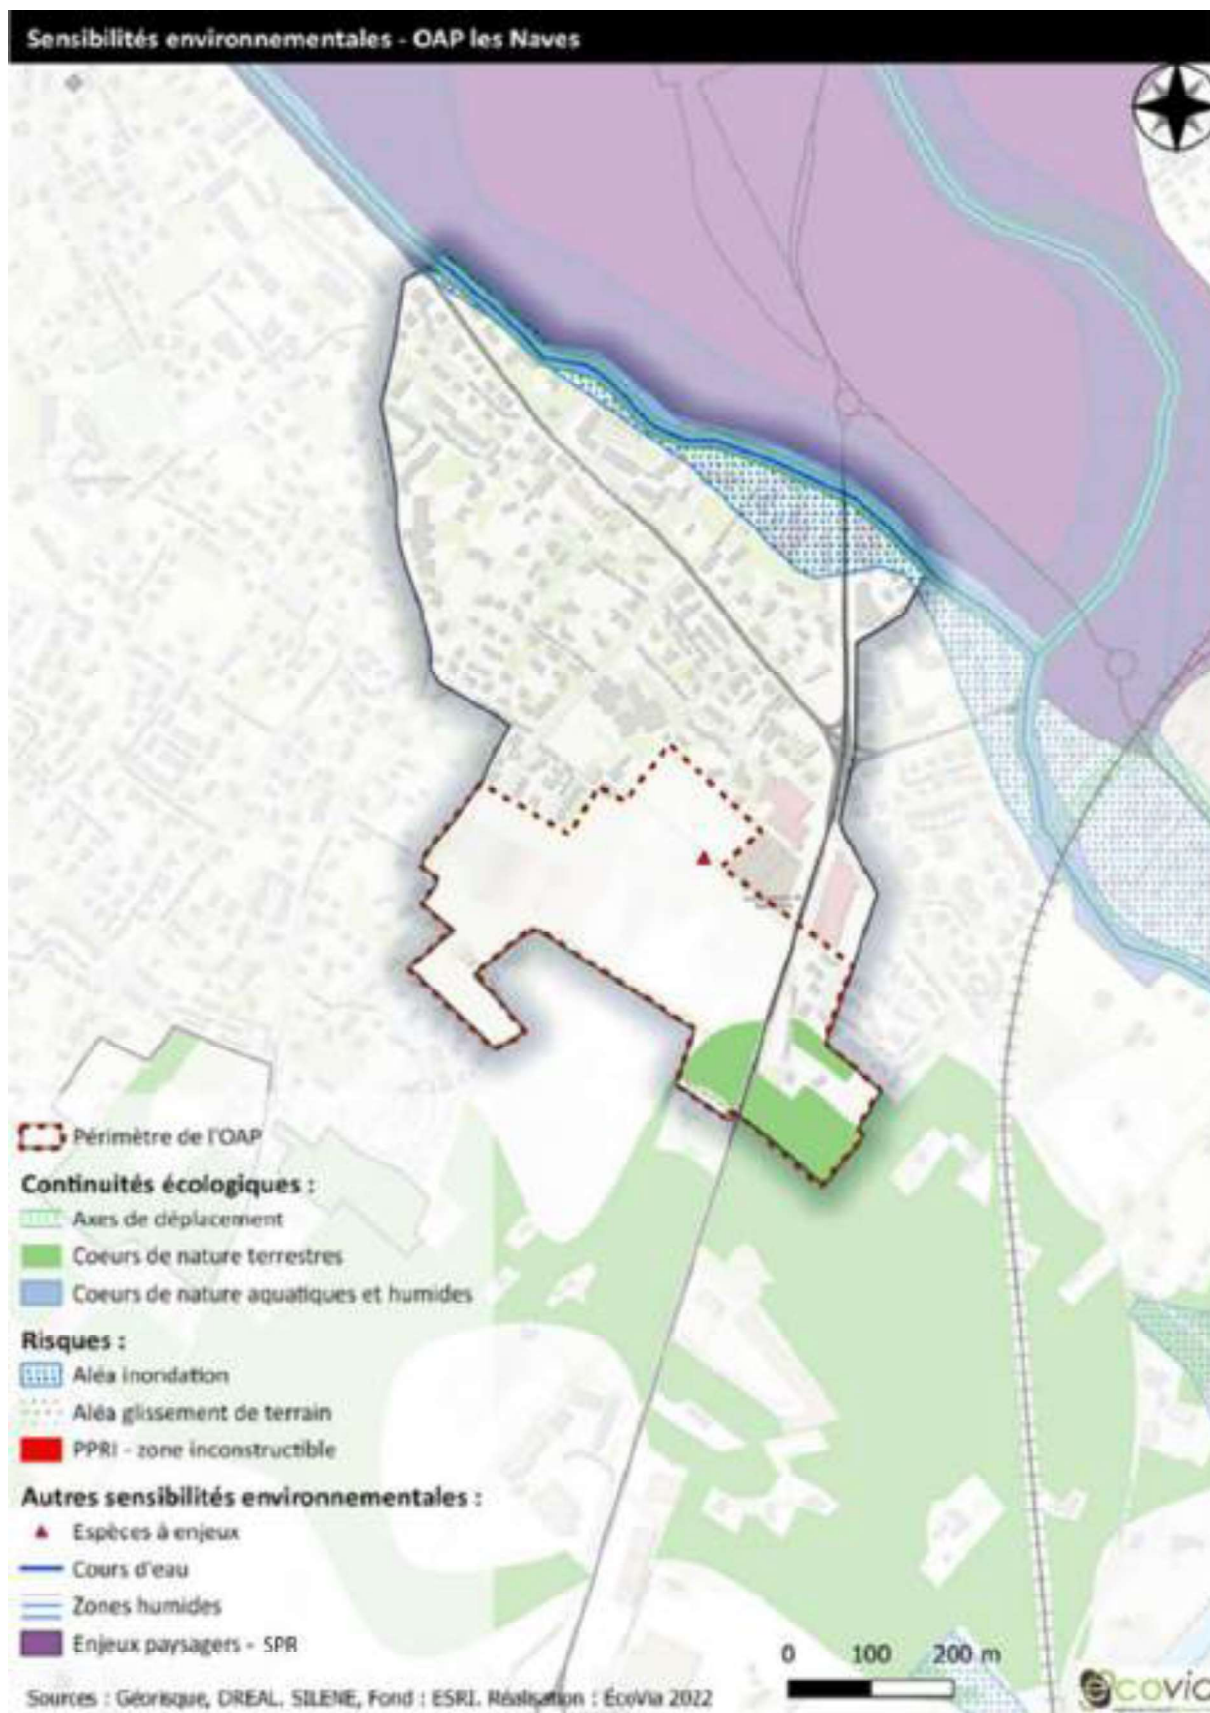 Sensibilités environnementales - OAP les Naves
Périmètre de l'OAP
Continuités écologiques :
Axes de déplacement
Coeurs de nature terrestres
Coeurs de nature aquatiques et humides
Risques :
Aléa inondation
Aléa glissement de terrain
PPRI - zone inconstructible
Autres sensibilités environnementales :
Espèces à enjeux
Cours d'eau
Zones humides
Enjeux paysagers - SPR
0 100 200 m
Sources : Géorisque, DREAL, SILENE, Fond : ESRI. Réalisation : ÉcoVia 2022
ecovia